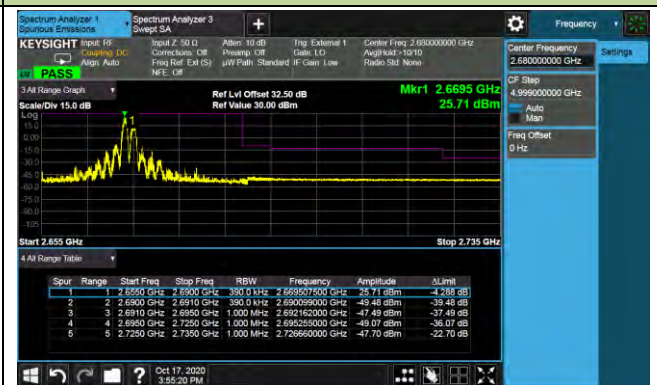 Spectrum Analyzer 1
Spurious Emissions
Spectrum Analyzer 3
Swept SA
+
Frequency
KEYSIGHT
Input: RF
Coupling: DC
Align: Auto
Input Z: 50 Ω
Corrections: Off
Freq Ref: Ext (S)
NFE: Off
Atten: 10 dB
Preamp: Off
µW Path: Standard
Trig: External 1
Gate: LO
IF Gain: Low
Center Freq: 2.680000000 GHz
Avg|Hold:>10/10
Radio Std: None
PASS
Center Frequency
2.680000000 GHz
Settings
CF Step
4.999000000 GHz
Auto
Man
Freq Offset
0 Hz
3 All Range Graph
Ref Lvl Offset 32.50 dB
Mkr1 2.6695 GHz
Scale/Div 15.0 dB
Ref Value 30.00 dBm
25.71 dBm
Log
15.0
0.00
-15.0
-30.0
-45.0
-60.0
-75.0
-90.0
-105
1
Start 2.655 GHz
Stop 2.735 GHz
4 All Range Table
Spur Range Start Freq Stop Freq RBW Frequency Amplitude ΔLimit
1 1 2.6550 GHz 2.6900 GHz 390.0 kHz 2.669507500 GHz 25.71 dBm -4.288 dB
2 2 2.6900 GHz 2.6910 GHz 390.0 kHz 2.690099000 GHz -49.48 dBm -39.48 dB
3 3 2.6910 GHz 2.6950 GHz 1.000 MHz 2.692162000 GHz -47.49 dBm -37.49 dB
4 4 2.6950 GHz 2.7250 GHz 1.000 MHz 2.695255000 GHz -49.07 dBm -36.07 dB
5 5 2.7250 GHz 2.7350 GHz 1.000 MHz 2.726660000 GHz -47.70 dBm -22.70 dB
?
Oct 17, 2020
3:55:20 PM